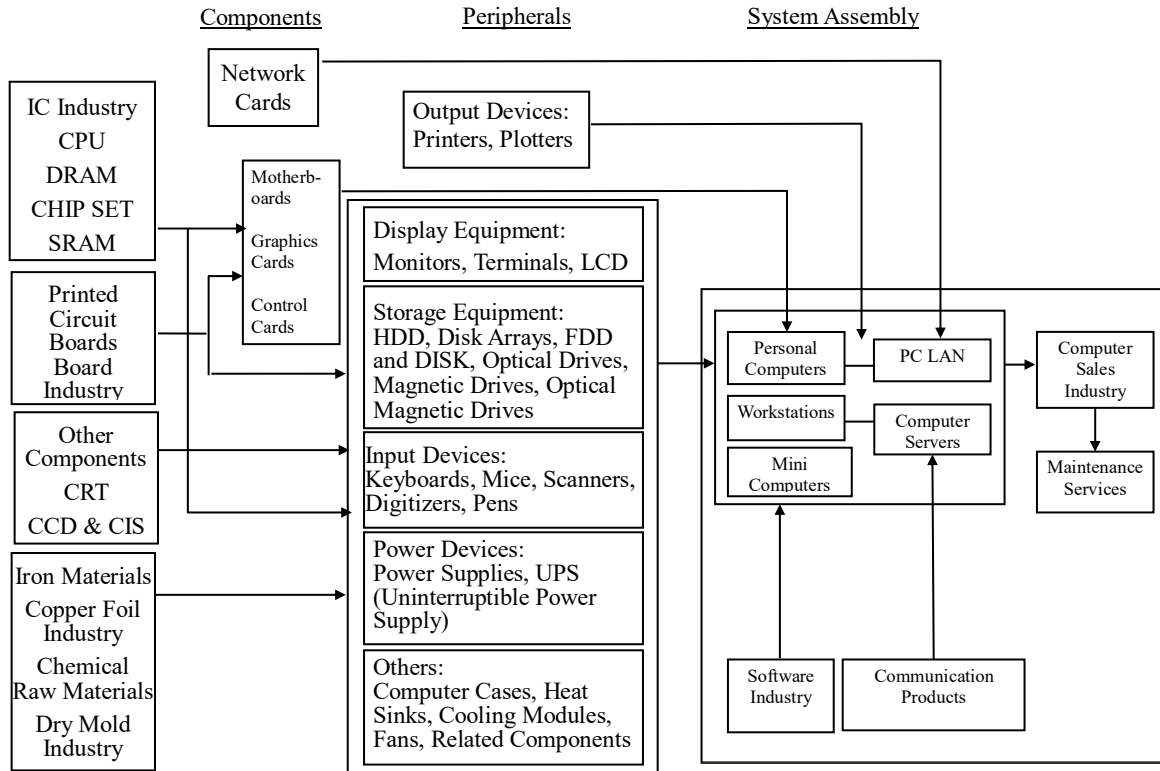 Components
Peripherals
System Assembly
Network
Cards
IC Industry
CPU
DRAM
CHIP SET
SRAM
Output Devices:
Printers, Plotters
Motherb-
oards
Graphics
Cards
Control
Cards
Printed
Circuit
Boards
Board
Industry
Other
Components
CRT
CCD & CIS
Iron Materials
Copper Foil
Industry
Chemical
Raw Materials
Dry Mold
Industry
Display Equipment:
Monitors, Terminals, LCD
Storage Equipment:
HDD, Disk Arrays, FDD
and DISK, Optical Drives,
Magnetic Drives, Optical
Magnetic Drives
Input Devices:
Keyboards, Mice, Scanners,
Digitizers, Pens
Power Devices:
Power Supplies, UPS
(Uninterruptible Power
Supply)
Others:
Computer Cases, Heat
Sinks, Cooling Modules,
Fans, Related Components
Personal
Computers
PC LAN
Workstations
Computer
Servers
Mini
Computers
Computer
Sales
Industry
Maintenance
Services
Software
Industry
Communication
Products